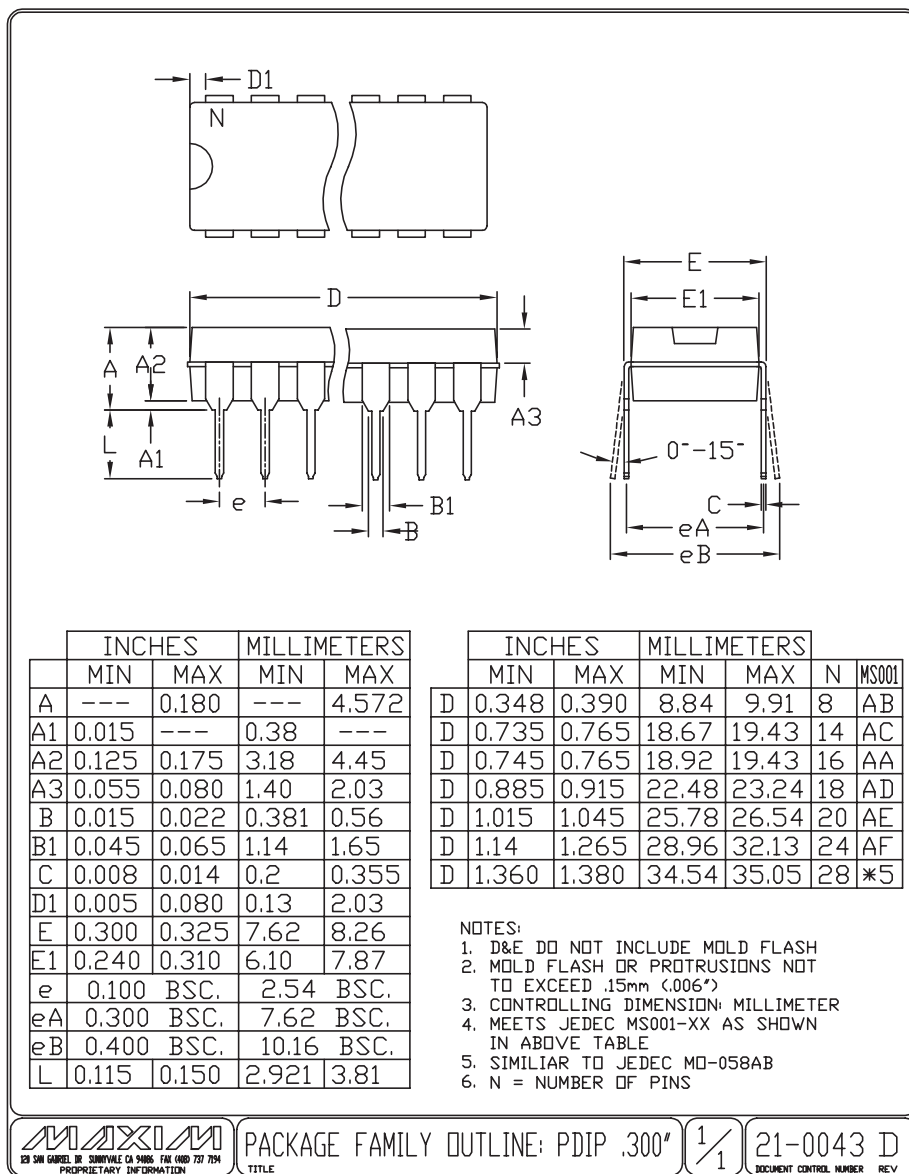 D1
N
D
E
E1
A
A2
A3
L
A1
0°-15°
e
B1
B
C
eA
eB
INCHES MILLIMETERS
MIN MAX MIN MAX
A --- 0.180 --- 4.572
A1 0.015 --- 0.38 ---
A2 0.125 0.175 3.18 4.45
A3 0.055 0.080 1.40 2.03
B 0.015 0.022 0.381 0.56
B1 0.045 0.065 1.14 1.65
C 0.008 0.014 0.2 0.355
D1 0.005 0.080 0.13 2.03
E 0.300 0.325 7.62 8.26
E1 0.240 0.310 6.10 7.87
e 0.100 BSC. 2.54 BSC.
eA 0.300 BSC. 7.62 BSC.
eB 0.400 BSC. 10.16 BSC.
L 0.115 0.150 2.921 3.81
INCHES MILLIMETERS
MIN MAX MIN MAX N MS001
D 0.348 0.390 8.84 9.91 8 AB
D 0.735 0.765 18.67 19.43 14 AC
D 0.745 0.765 18.92 19.43 16 AA
D 0.885 0.915 22.48 23.24 18 AD
D 1.015 1.045 25.78 26.54 20 AE
D 1.14 1.265 28.96 32.13 24 AF
D 1.360 1.380 34.54 35.05 28 *5
NOTES:
1. D&E DO NOT INCLUDE MOLD FLASH
2. MOLD FLASH OR PROTRUSIONS NOT
TO EXCEED .15mm (.006")
3. CONTROLLING DIMENSION: MILLIMETER
4. MEETS JEDEC MS001-XX AS SHOWN
IN ABOVE TABLE
5. SIMILIAR TO JEDEC MO-058AB
6. N = NUMBER OF PINS
MAXIM
120 SAN GABRIEL DR SUNNYVALE CA 94086 FAX (408) 737 7194
PROPRIETARY INFORMATION
PACKAGE FAMILY OUTLINE: PDIP .300"
TITLE
1/1
21-0043 D
DOCUMENT CONTROL NUMBER REV